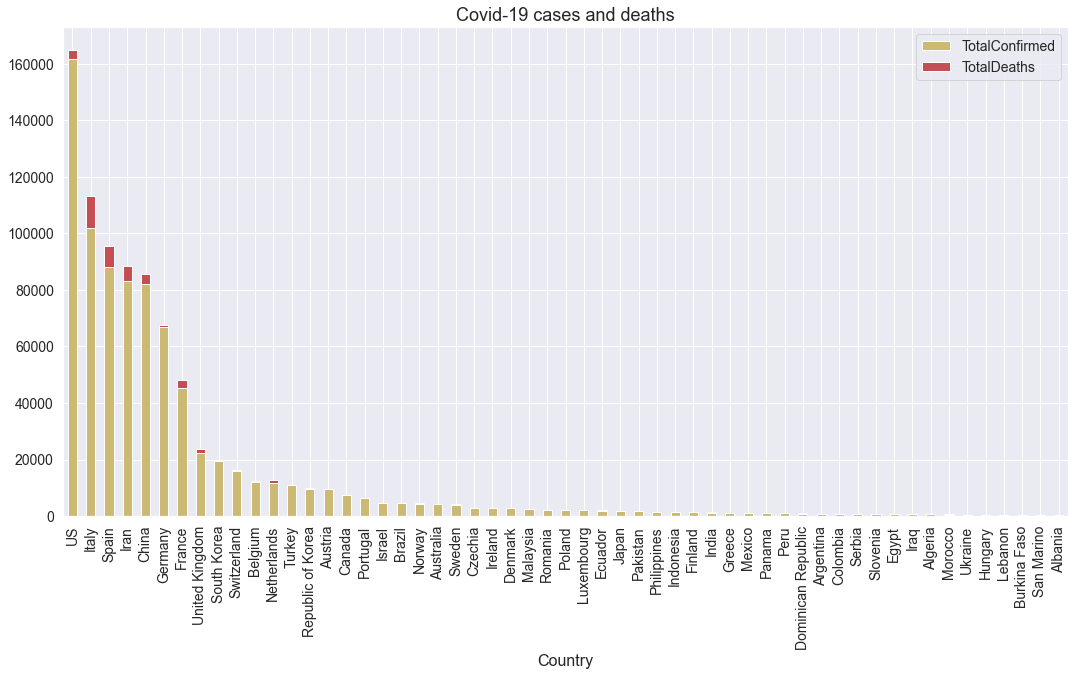 Covid-19 cases and deaths
TotalConfirmed
TotalDeaths
160000
140000
120000
100000
80000
60000
40000
20000
0
US
Italy
Spain
Iran
China
Germany
France
United Kingdom
South Korea
Switzerland
Belgium
Netherlands
Turkey
Republic of Korea
Austria
Canada
Portugal
Israel
Brazil
Norway
Australia
Sweden
Czechia
Ireland
Denmark
Malaysia
Romania
Poland
Luxembourg
Ecuador
Japan
Pakistan
Philippines
Indonesia
Finland
India
Greece
Mexico
Panama
Peru
Dominican Republic
Argentina
Colombia
Serbia
Slovenia
Egypt
Iraq
Algeria
Morocco
Ukraine
Hungary
Lebanon
Burkina Faso
San Marino
Albania
Country